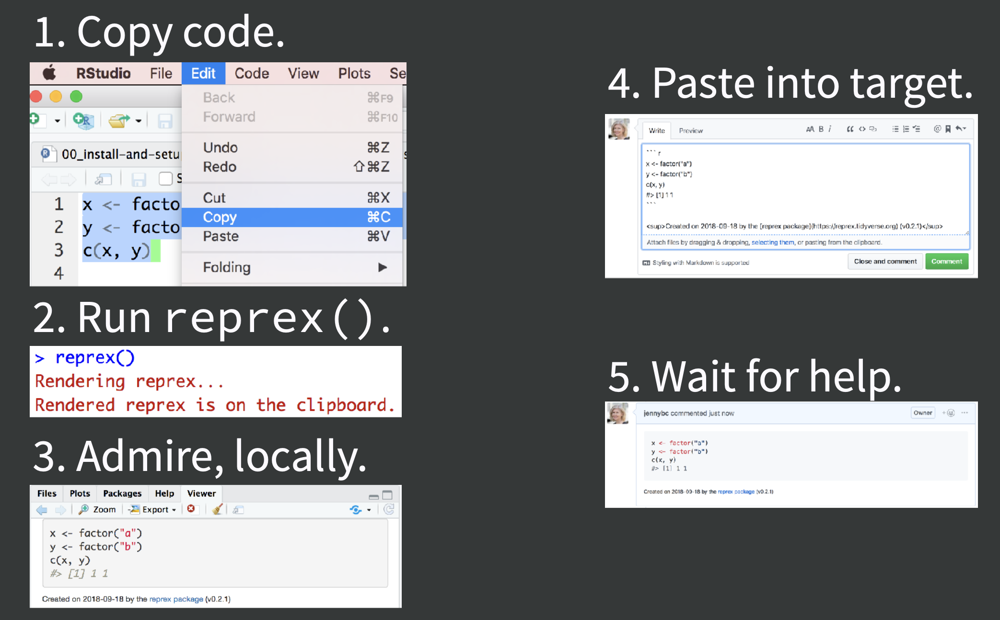 1. Copy code.
RStudio File Edit Code View Plots Se
Back ⌘F9
Forward ⌘F10
Undo ⌘Z
Redo ⇧⌘Z
Cut ⌘X
Copy ⌘C
Paste ⌘V
Folding ▶
00_install-and-setu
1 x <- facto
2 y <- facto
3 c(x, y)
4
2. Run reprex().
> reprex()
Rendering reprex...
Rendered reprex is on the clipboard.
3. Admire, locally.
Files Plots Packages Help Viewer
Zoom Export
x <- factor("a")
y <- factor("b")
c(x, y)
#> [1] 1 1
Created on 2018-09-18 by the reprex package (v0.2.1)
4. Paste into target.
Write Preview
AA B i
``` r
x <- factor("a")
y <- factor("b")
c(x, y)
#> [1] 1 1
```
<sup>Created on 2018-09-18 by the [reprex package](https://reprex.tidyverse.org) (v0.2.1)</sup>
Attach files by dragging & dropping, selecting them, or pasting from the clipboard.
Styling with Markdown is supported
Close and comment Comment
5. Wait for help.
jennybc commented just now Owner
x <- factor("a")
y <- factor("b")
c(x, y)
#> [1] 1 1
Created on 2018-09-18 by the reprex package (v0.2.1)